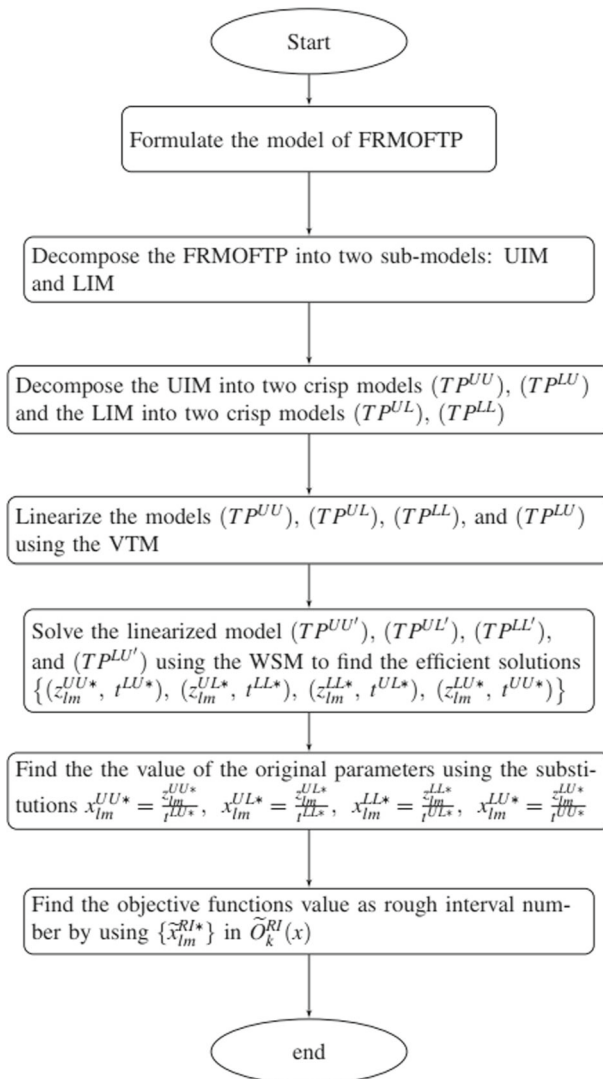 Start
Formulate the model of FRMOFTP
Decompose the FRMOFTP into two sub-models: UIM
and LIM
Decompose the UIM into two crisp models (TP^{UU}), (TP^{LU})
and the LIM into two crisp models (TP^{UL}), (TP^{LL})
Linearize the models (TP^{UU}), (TP^{UL}), (TP^{LL}), and (TP^{LU})
using the VTM
Solve the linearized model (TP^{UU'}), (TP^{UL'}), (TP^{LL'}),
and (TP^{LU'}) using the WSM to find the efficient solutions
{(z_{lm}^{UU*}, t^{LU*}), (z_{lm}^{UL*}, t^{LL*}), (z_{lm}^{LL*}, t^{UL*}), (z_{lm}^{LU*}, t^{UU*})}
Find the the value of the original parameters using the substi-
tutions x_{lm}^{UU*} = \frac{z_{lm}^{UU*}}{t^{LU*}}, x_{lm}^{UL*} = \frac{z_{lm}^{UL*}}{t^{LL*}}, x_{lm}^{LL*} = \frac{z_{lm}^{LL*}}{t^{UL*}}, x_{lm}^{LU*} = \frac{z_{lm}^{LU*}}{t^{UU*}}
Find the objective functions value as rough interval num-
ber by using {\widetilde{x}_{lm}^{RI*}} in \widetilde{O}_k^{RI}(x)
end